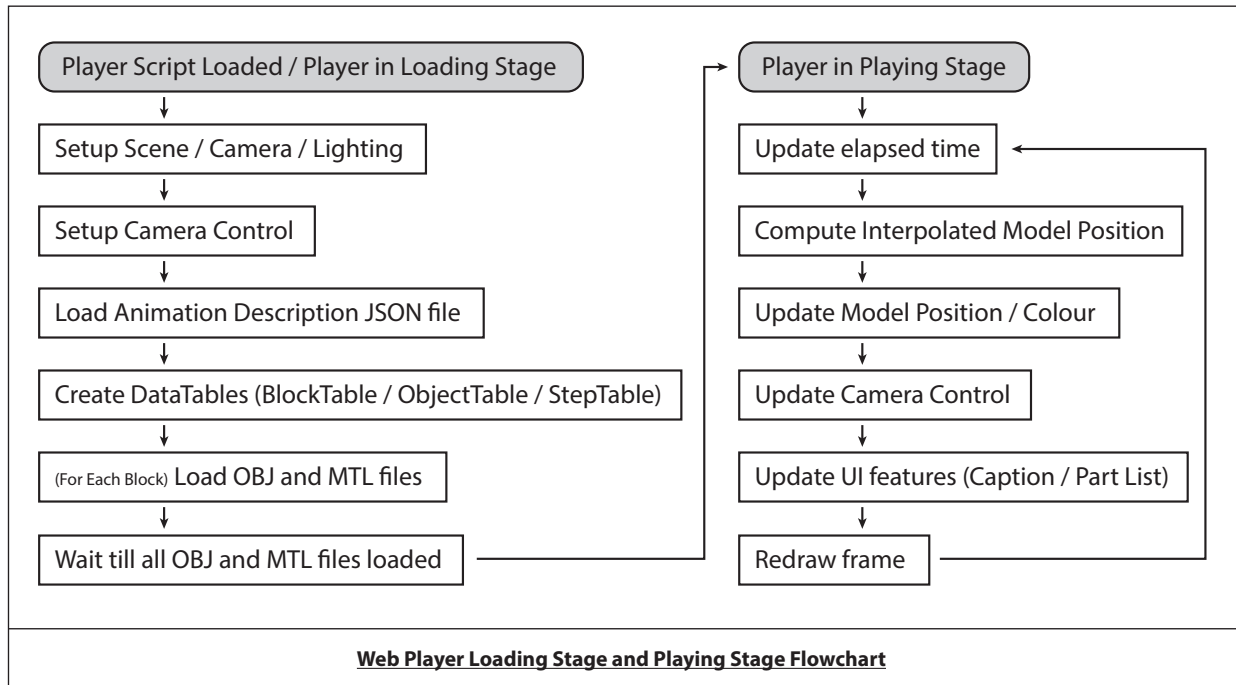 Player Script Loaded / Player in Loading Stage
Setup Scene / Camera / Lighting
Setup Camera Control
Load Animation Description JSON file
Create DataTables (BlockTable / ObjectTable / StepTable)
(For Each Block) Load OBJ and MTL files
Wait till all OBJ and MTL files loaded
Player in Playing Stage
Update elapsed time
Compute Interpolated Model Position
Update Model Position / Colour
Update Camera Control
Update UI features (Caption / Part List)
Redraw frame
Web Player Loading Stage and Playing Stage Flowchart